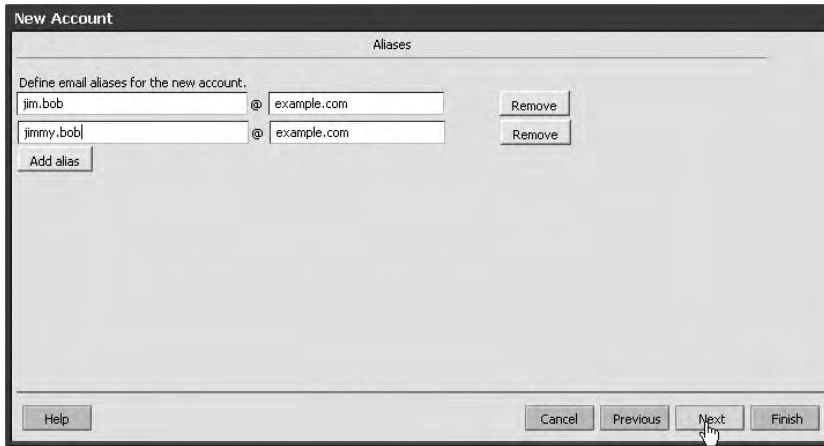 New Account
Aliases
Define email aliases for the new account.
jim.bob @ example.com Remove
jimmy.bob @ example.com Remove
Add alias
Help Cancel Previous Next Finish